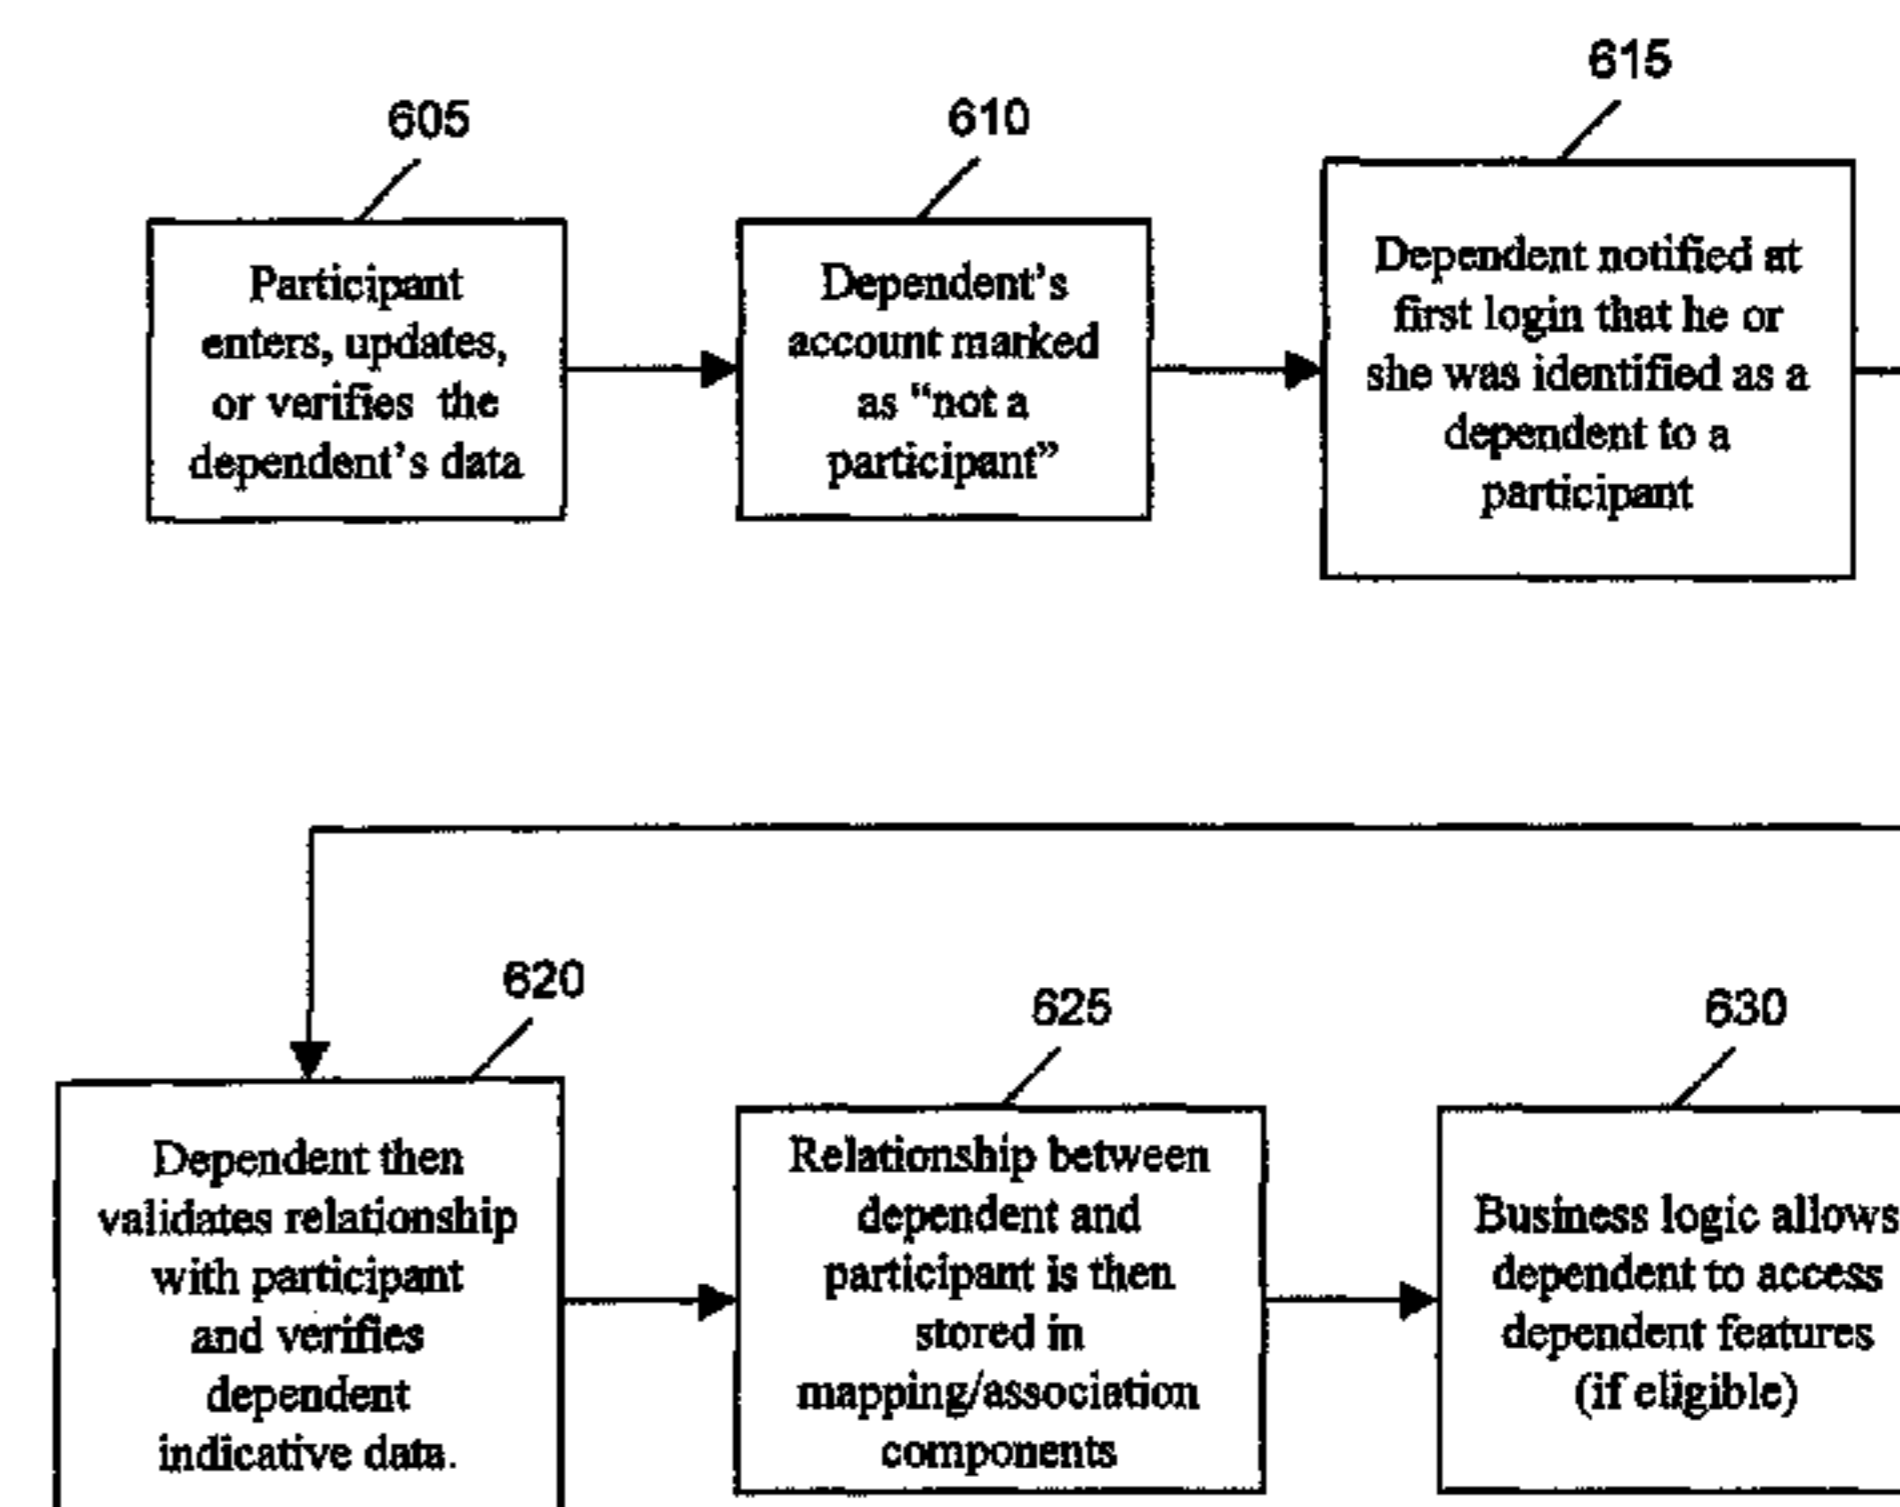 605
Participant
enters, updates,
or verifies the
dependent's data
610
Dependent's
account marked
as “not a
participant”
615
Dependent notified at
first login that he or
she was identified as a
dependent to a
participant
620
Dependent then
validates relationship
with participant
and verifies
dependent
indicative data.
625
Relationship between
dependent and
participant is then
stored in
mapping/association
components
630
Business logic allows
dependent to access
dependent features
(if eligible)